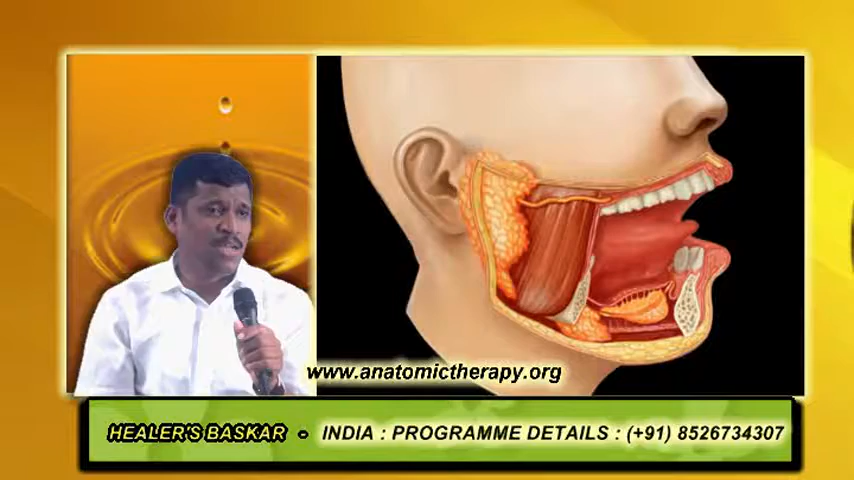 www.anatomictherapy.org
HEALER'S BASKAR - INDIA : PROGRAMME DETAILS : (+91) 8526734307